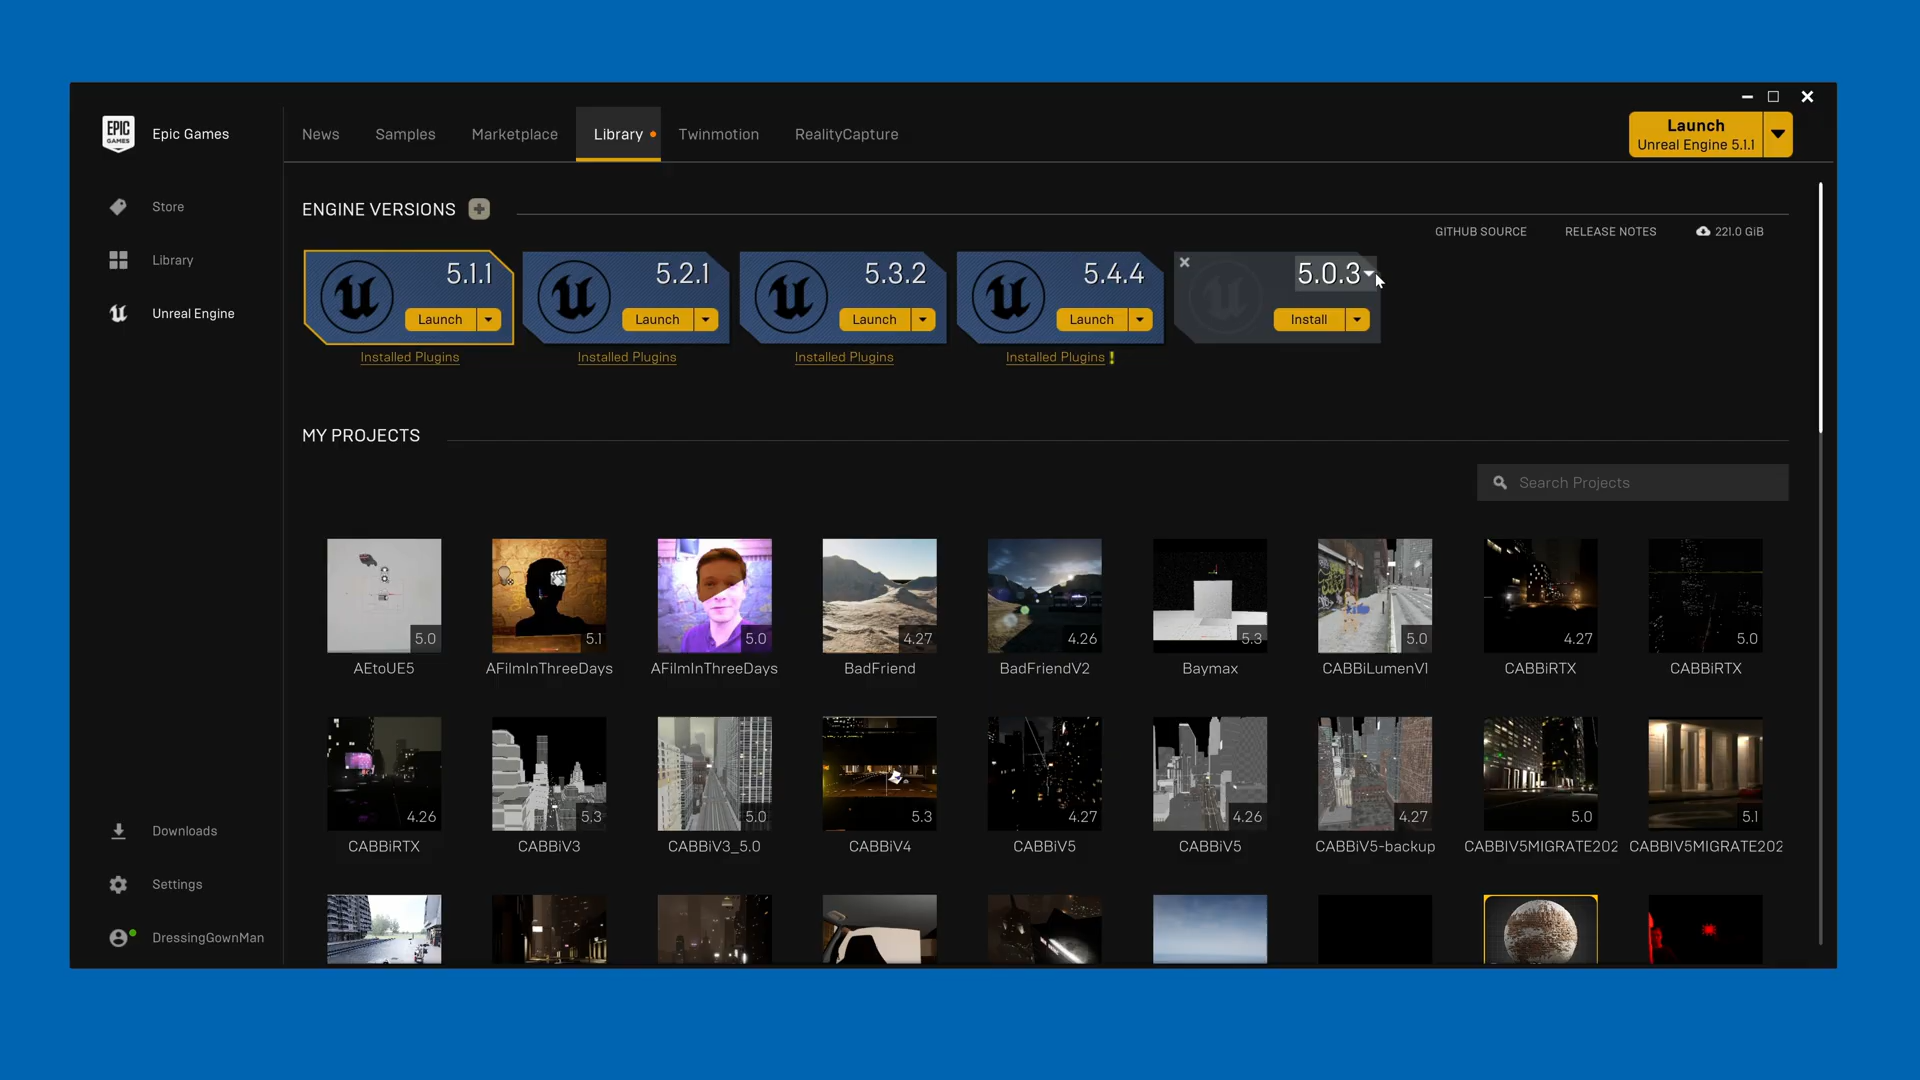 EPIC
GAMES
Epic Games
News
Samples
Marketplace
Library
Twinmotion
RealityCapture
Launch
Unreal Engine 5.1.1
Store
Library
Unreal Engine
ENGINE VERSIONS
GITHUB SOURCE
RELEASE NOTES
221.0 GiB
5.1.1
Launch
Installed Plugins
5.2.1
Launch
Installed Plugins
5.3.2
Launch
Installed Plugins
5.4.4
Launch
Installed Plugins !
5.0.3
Install
MY PROJECTS
Search Projects
5.0
AEtoUE5
5.1
AFilmInThreeDays
5.0
AFilmInThreeDays
4.27
BadFriend
4.26
BadFriendV2
5.3
Baymax
5.0
CABBiLumenV1
4.27
CABBiRTX
5.0
CABBiRTX
4.26
CABBiRTX
5.3
CABBiV3
5.0
CABBiV3_5.0
5.3
CABBiV4
4.27
CABBiV5
4.26
CABBiV5
4.27
CABBiV5-backup
5.0
CABBIV5MIGRATE202
5.1
CABBIV5MIGRATE202
Downloads
Settings
DressingGownMan